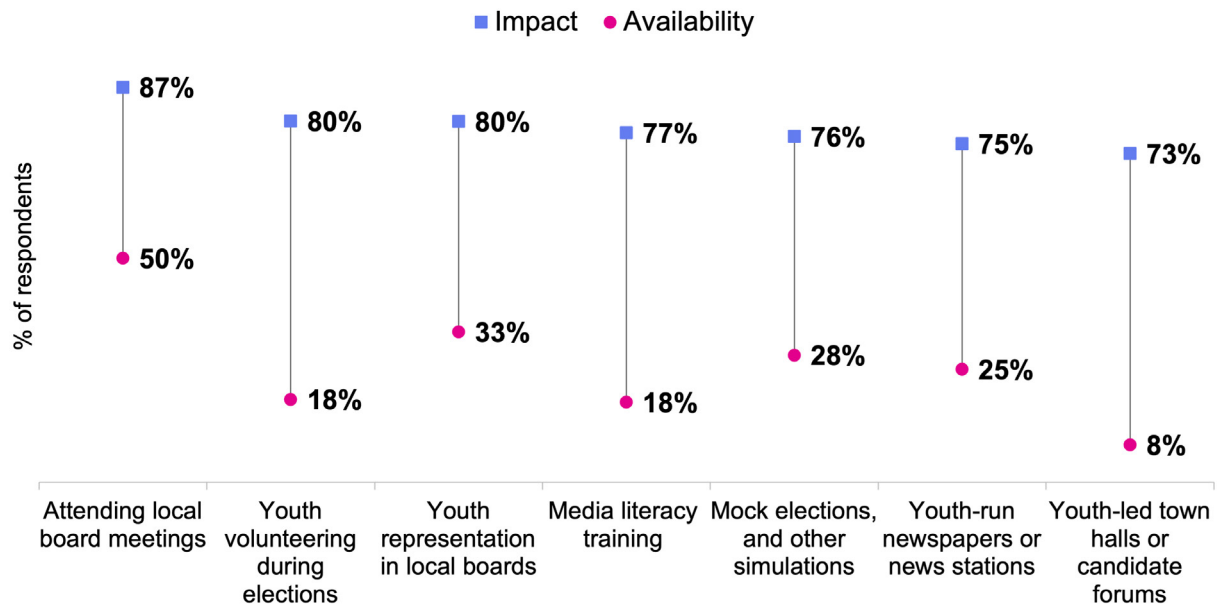 Impact Availability
87%
80%
80%
77%
76%
75%
73%
50%
18%
33%
18%
28%
25%
8%
% of respondents
Attending local
board meetings
Youth
volunteering
during
elections
Youth
representation
in local boards
Media literacy
training
Mock elections,
and other
simulations
Youth-run
newspapers or
news stations
Youth-led town
halls or
candidate
forums